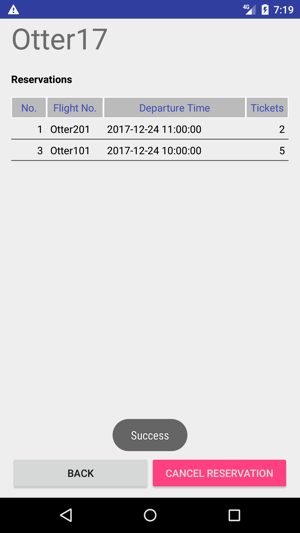 4G 7:19
Otter17
Reservations
No. Flight No. Departure Time Tickets
1 Otter201 2017-12-24 11:00:00 2
3 Otter101 2017-12-24 10:00:00 5
Success
BACK CANCEL RESERVATION